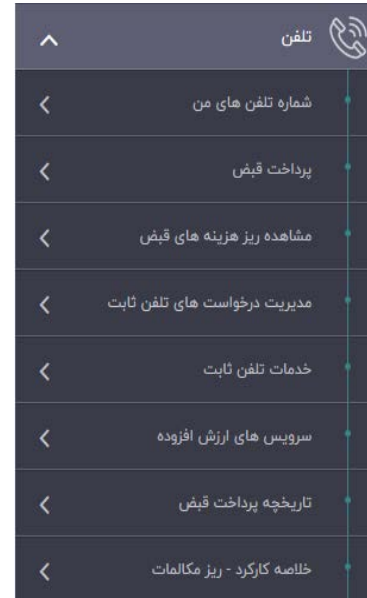 تلفن
شماره تلفن های من
پرداخت قبض
مشاهده ریز هزینه های قبض
مدیریت درخواست های تلفن ثابت
خدمات تلفن ثابت
سرویس های ارزش افزوده
تاریخچه پرداخت قبض
خلاصه کارکرد - ریز مکالمات